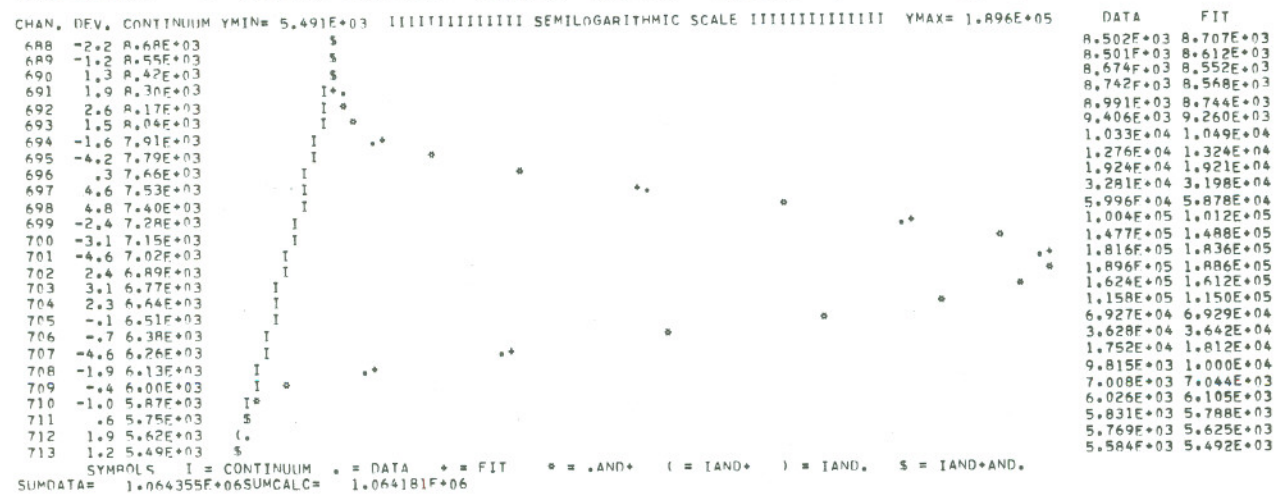 CHAN. DEV. CONTINUUM YMIN= 5.491E+03 IIIIIIIIIIIIII SEMILOGARITHMIC SCALE IIIIIIIIIIIIII YMAX= 1.896E+05 DATA FIT
688 -2.2 8.68E+03 $ 8.502E+03 8.707E+03
689 -1.2 8.55E+03 $ 8.501E+03 8.612E+03
690 1.3 8.42E+03 $ 8.674E+03 8.552E+03
691 1.9 8.30E+03 I+. 8.742E+03 8.568E+03
692 2.6 8.17E+03 I * 8.991E+03 8.744E+03
693 1.5 8.04E+03 I * 9.406E+03 9.260E+03
694 -1.6 7.91E+03 I .+ 1.033E+04 1.049E+04
695 -4.2 7.79E+03 I * 1.276E+04 1.324E+04
696 .3 7.66E+03 I * 1.924E+04 1.921E+04
697 4.6 7.53E+03 I +. 3.281E+04 3.198E+04
698 4.8 7.40E+03 I * 5.996E+04 5.878E+04
699 -2.4 7.28E+03 I .+ 1.004E+05 1.012E+05
700 -3.1 7.15E+03 I * 1.477E+05 1.488E+05
701 -4.6 7.02E+03 I .+ 1.816E+05 1.836E+05
702 2.4 6.89E+03 I * 1.896E+05 1.886E+05
703 3.1 6.77E+03 I * 1.624E+05 1.612E+05
704 2.3 6.64E+03 I * 1.158E+05 1.150E+05
705 -.1 6.51E+03 I * 6.927E+04 6.929E+04
706 -.7 6.38E+03 I * 3.628E+04 3.642E+04
707 -4.6 6.26E+03 I .+ 1.752E+04 1.812E+04
708 -1.9 6.13E+03 I .+ 9.815E+03 1.000E+04
709 -.4 6.00E+03 I * 7.008E+03 7.044E+03
710 -1.0 5.87E+03 I* 6.026E+03 6.105E+03
711 .6 5.75E+03 $ 5.831E+03 5.788E+03
712 1.9 5.62E+03 (. 5.769E+03 5.625E+03
713 1.2 5.49E+03 $ 5.584E+03 5.492E+03
SYMBOLS I = CONTINUUM . = DATA + = FIT * = .AND+ ( = IAND+ ) = IAND. $ = IAND+AND.
SUMDATA= 1.064355E+06SUMCALC= 1.064181E+06